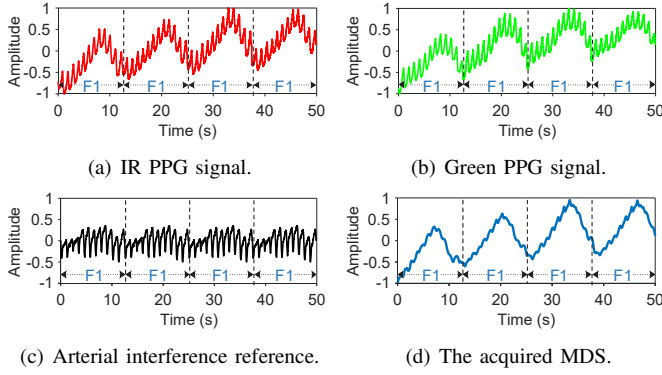 1
0.5
0
-0.5
-1
Amplitude
F1 F1 F1 F1
0 10 20 30 40 50
Time (s)
(a) IR PPG signal.
1
0.5
0
-0.5
-1
Amplitude
F1 F1 F1 F1
0 10 20 30 40 50
Time (s)
(b) Green PPG signal.
1
0.5
0
-0.5
-1
Amplitude
F1 F1 F1 F1
0 10 20 30 40 50
Time (s)
(c) Arterial interference reference.
1
0.5
0
-0.5
-1
Amplitude
F1 F1 F1 F1
0 10 20 30 40 50
Time (s)
(d) The acquired MDS.